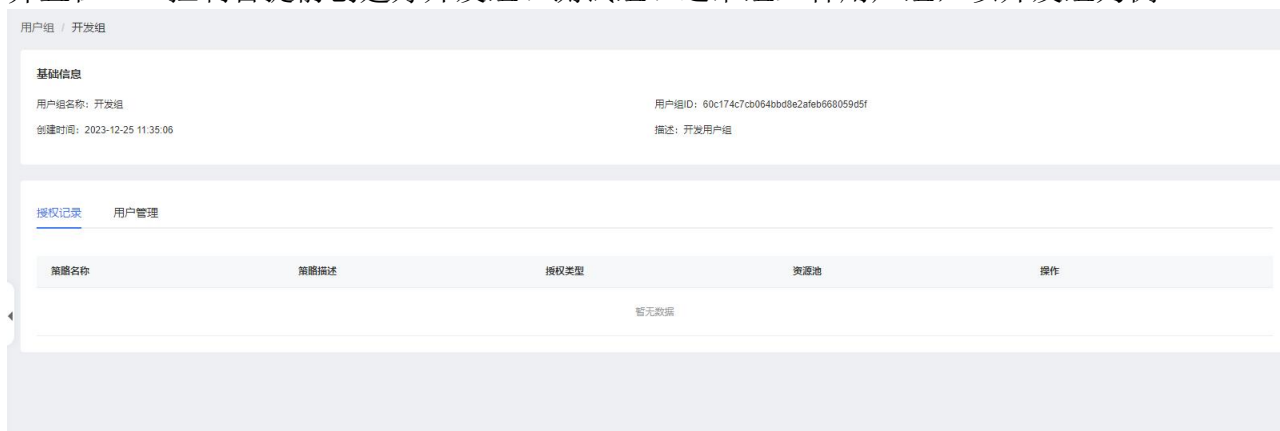 用户组 / 开发组
基础信息
用户组名称：开发组
用户组ID：60c174c7cb064bbd8e2afeb668059d5f
创建时间：2023-12-25 11:35:06
描述：开发用户组
授权记录 用户管理
策略名称 策略描述 授权类型 资源池 操作
暂无数据